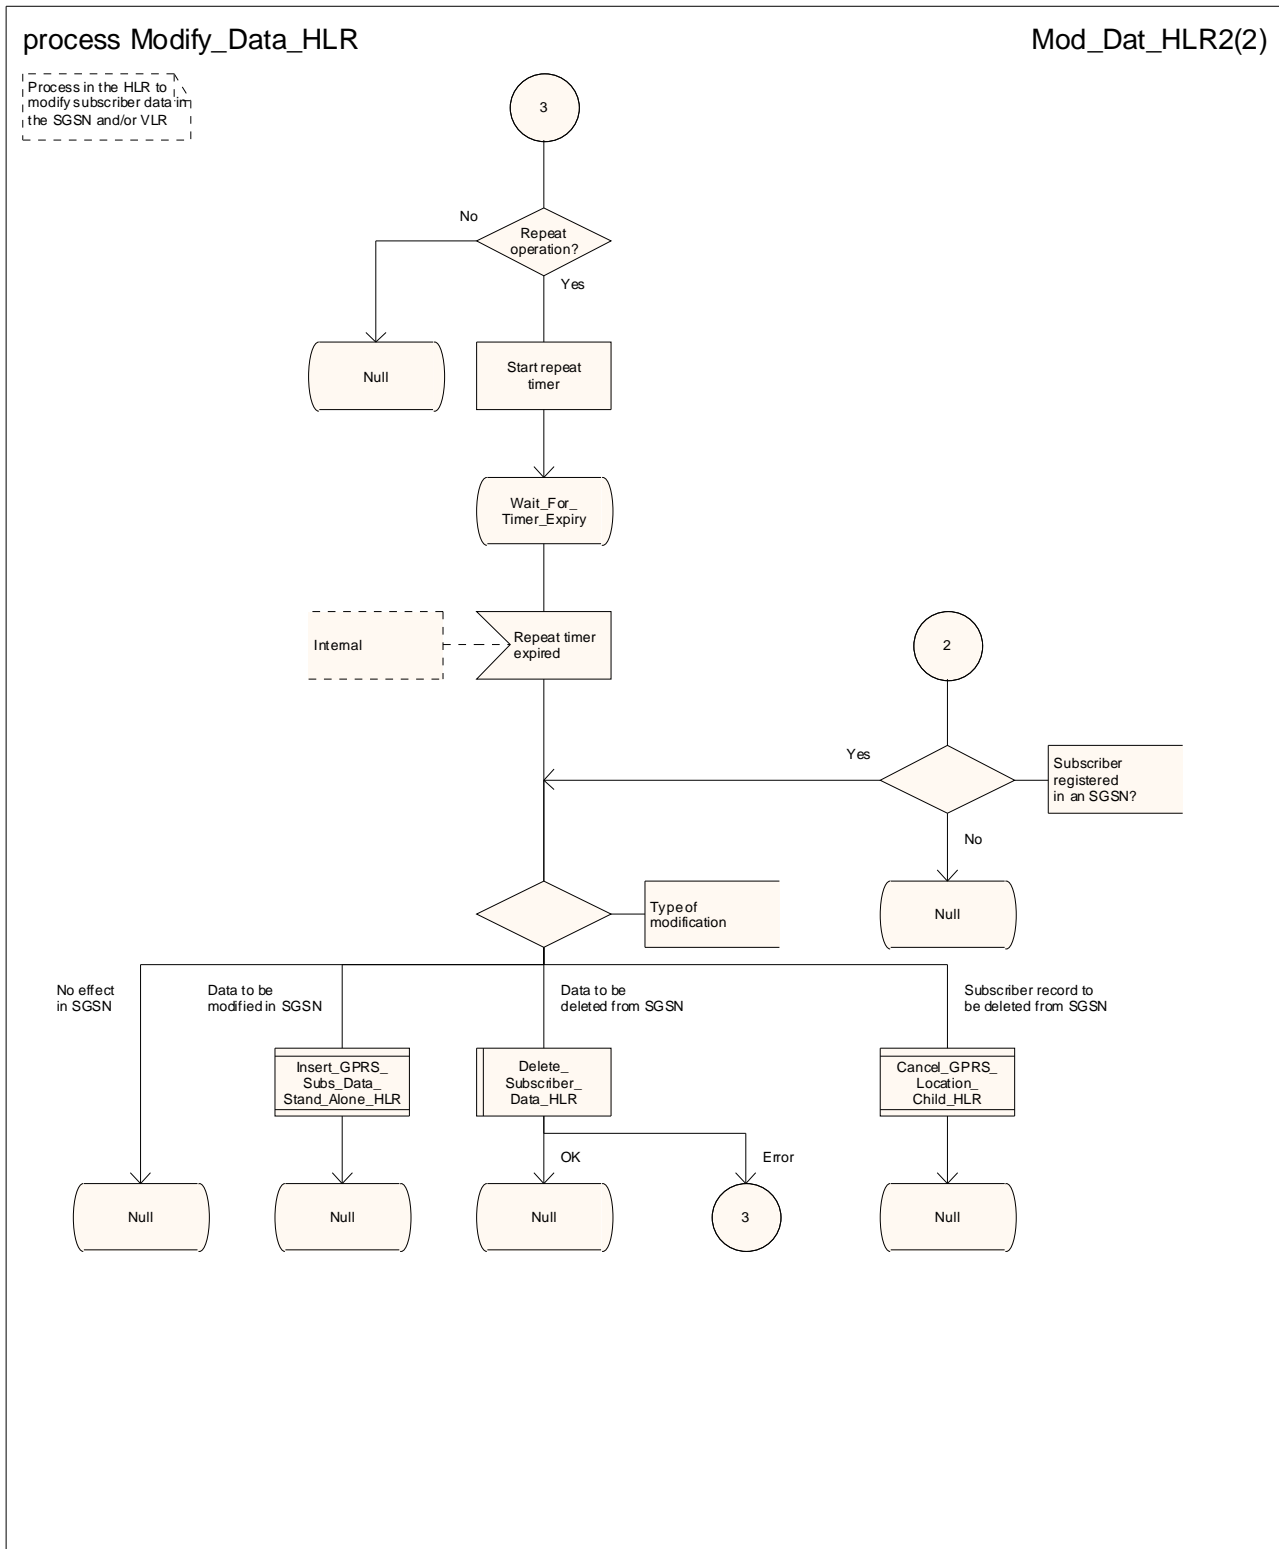 process Modify_Data_HLR
Mod_Dat_HLR2(2)
Process in the HLR to
modify subscriber data in
the SGSN and/or VLR
3
No
Repeat
operation?
Yes
Null
Start repeat
timer
Wait_For_
Timer_Expiry
Internal
Repeat timer
expired
2
Yes
Subscriber
registered
in an SGSN?
No
Null
Type of
modification
No effect
in SGSN
Data to be
modified in SGSN
Data to be
deleted from SGSN
Subscriber record to
be deleted from SGSN
Insert_GPRS_
Subs_Data_
Stand_Alone_HLR
Delete_
Subscriber_
Data_HLR
Cancel_GPRS_
Location_
Child_HLR
OK
Error
Null
Null
Null
3
Null